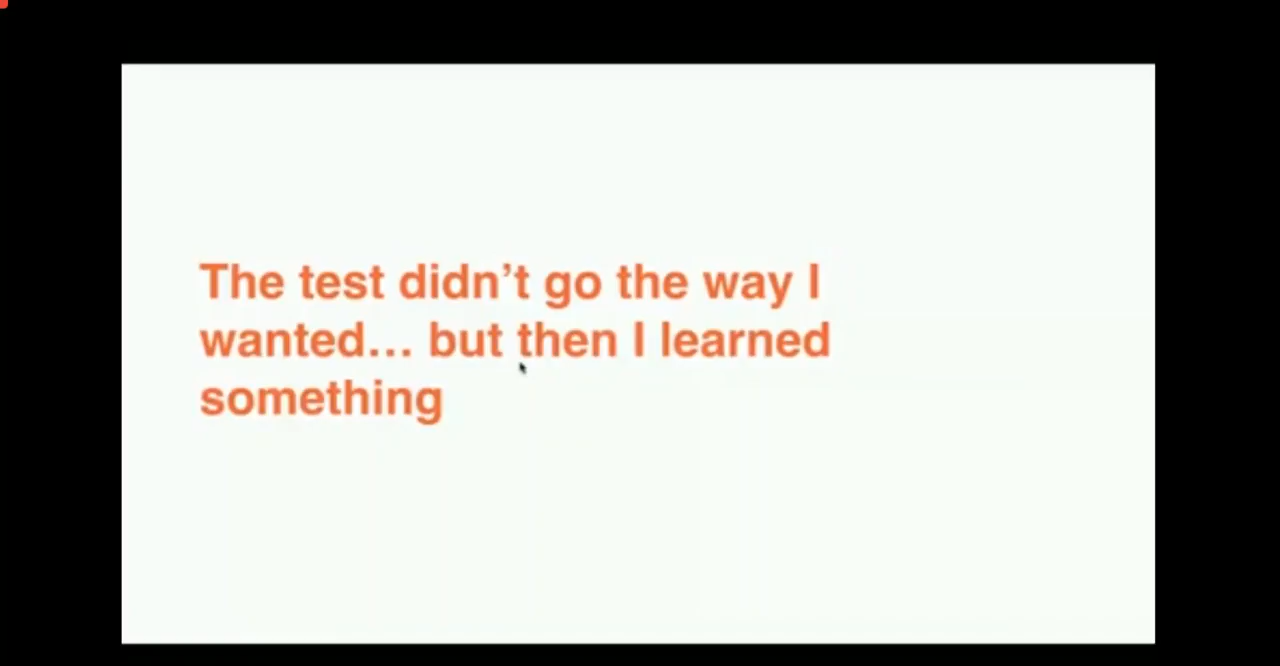 The test didn’t go the way I
wanted... but then I learned
something